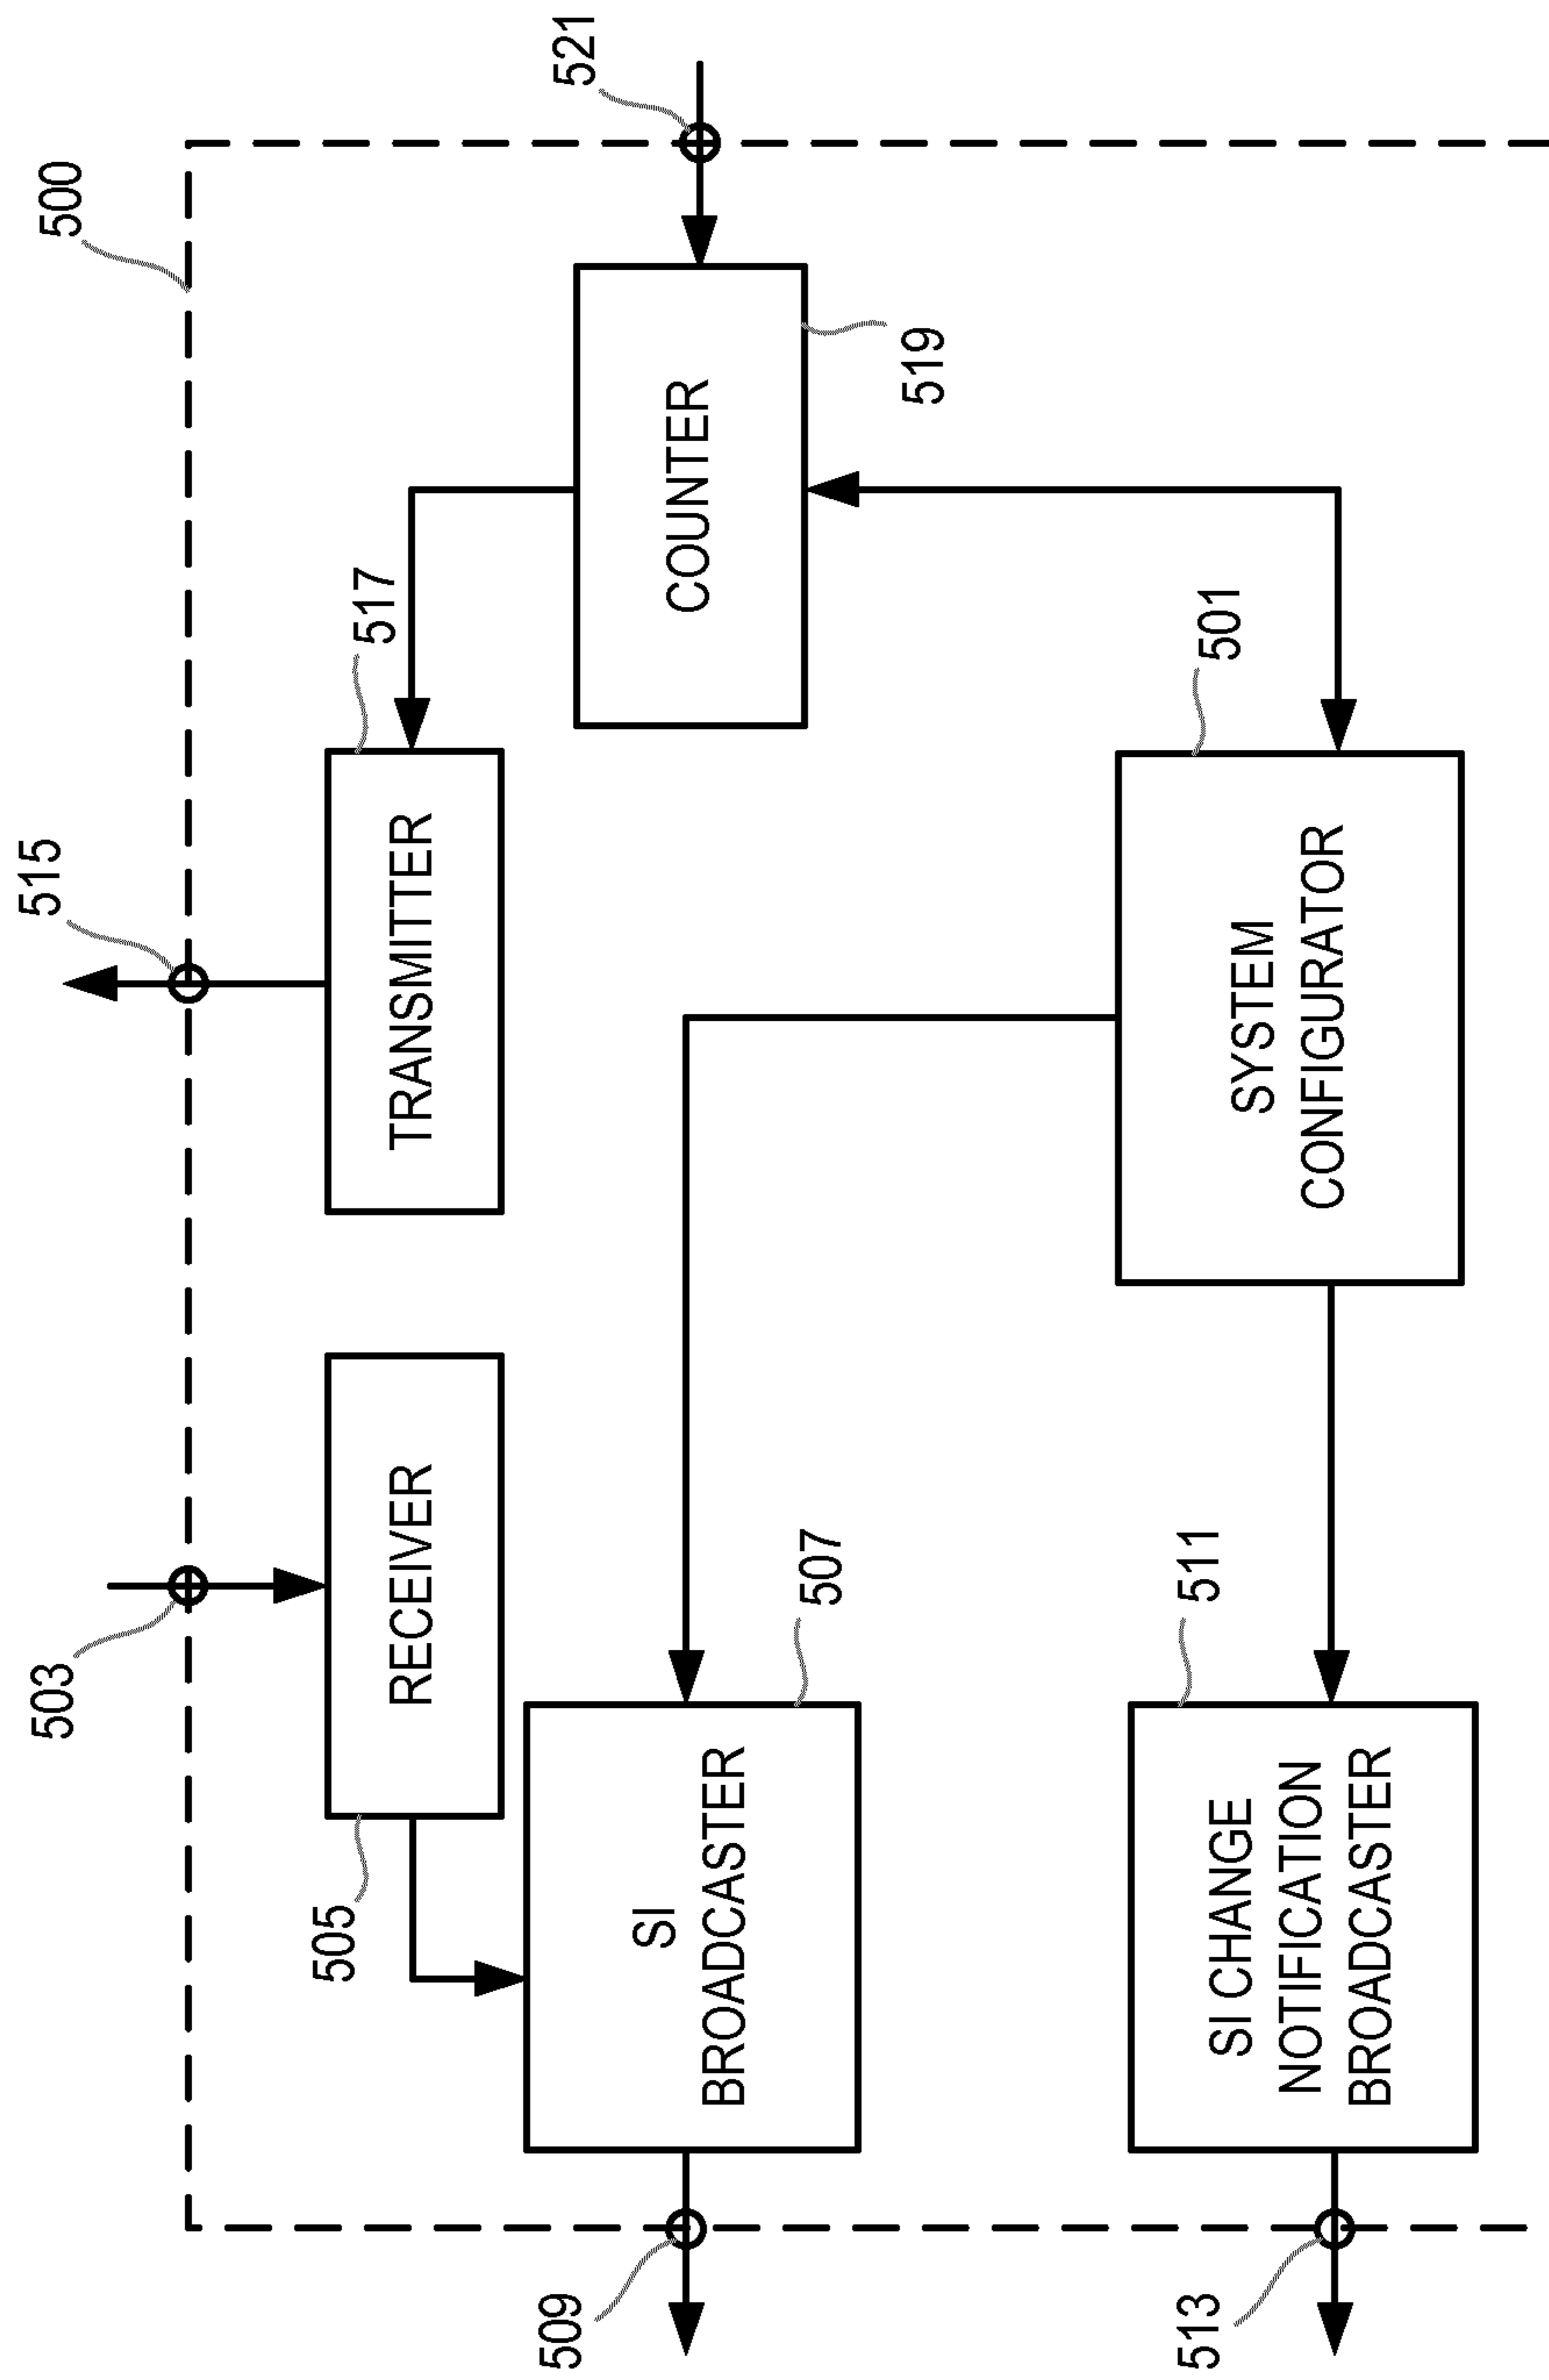 503
515
500
505
RECEIVER
TRANSMITTER
517
521
509
SI
BROADCASTER
507
COUNTER
519
513
SI CHANGE
NOTIFICATION
BROADCASTER
511
SYSTEM
CONFIGURATOR
501